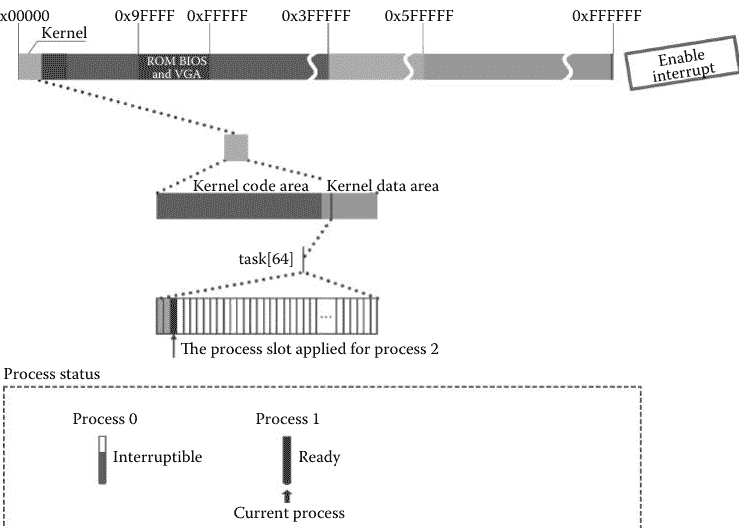 x00000 0x9FFFF 0xFFFFF 0x3FFFFF 0x5FFFFF 0xFFFFFF
Kernel
ROM BIOS
and VGA
Enable
interrupt
Kernel code area Kernel data area
task[64]
...
The process slot applied for process 2
Process status
Process 0 Process 1
Interruptible Ready
Current process